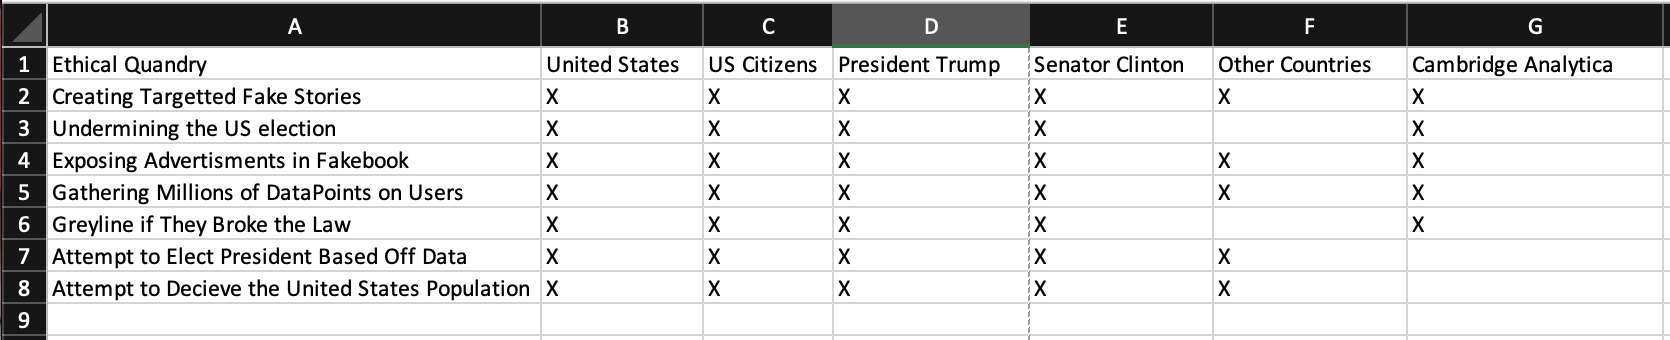 A B C D E F G
1 Ethical Quandry United States US Citizens President Trump Senator Clinton Other Countries Cambridge Analytica
2 Creating Targetted Fake Stories X X X X X X
3 Undermining the US election X X X X X
4 Exposing Advertisments in Fakebook X X X X X X
5 Gathering Millions of DataPoints on Users X X X X X X
6 Greyline if They Broke the Law X X X X X
7 Attempt to Elect President Based Off Data X X X X X
8 Attempt to Decieve the United States Population X X X X X
9